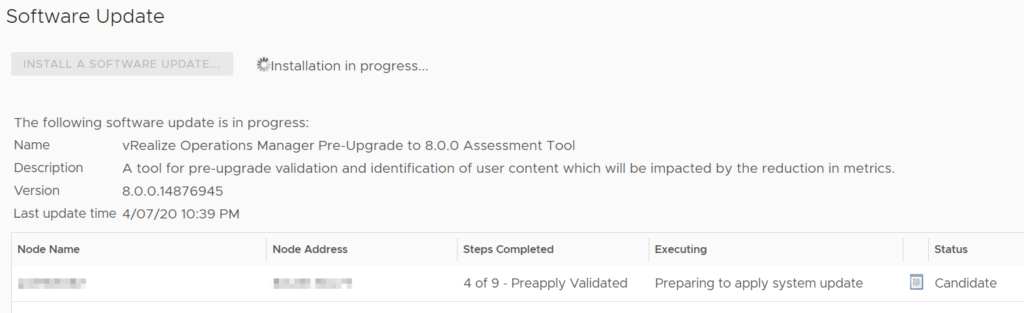 Software Update
INSTALL A SOFTWARE UPDATE...
Installation in progress...
The following software update is in progress:
Name vRealize Operations Manager Pre-Upgrade to 8.0.0 Assessment Tool
Description A tool for pre-upgrade validation and identification of user content which will be impacted by the reduction in metrics.
Version 8.0.0.14876945
Last update time 4/07/20 10:39 PM
Node Name Node Address Steps Completed Executing Status
4 of 9 - Preapply Validated Preparing to apply system update Candidate